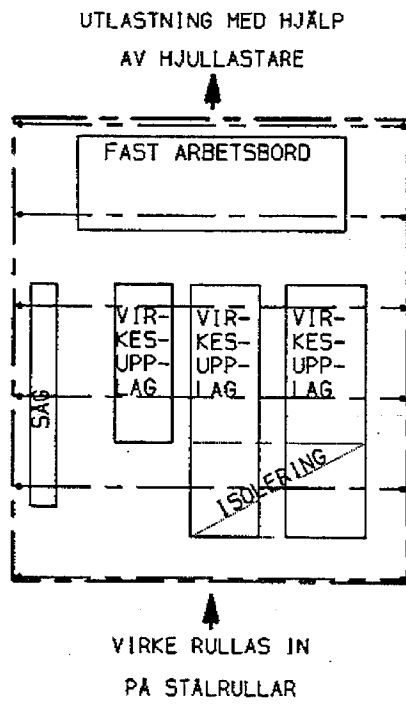 UTLASTNING MED HJÄLP
AV HJULLASTARE
FAST ARBETSBORD
VIR-
KES-
UPP-
LAG
VIR-
KES-
UPP-
LAG
VIR-
KES-
UPP-
LAG
SÅG
ISOLERING
VIRKE RULLAS IN
PÅ STÅLRULLAR